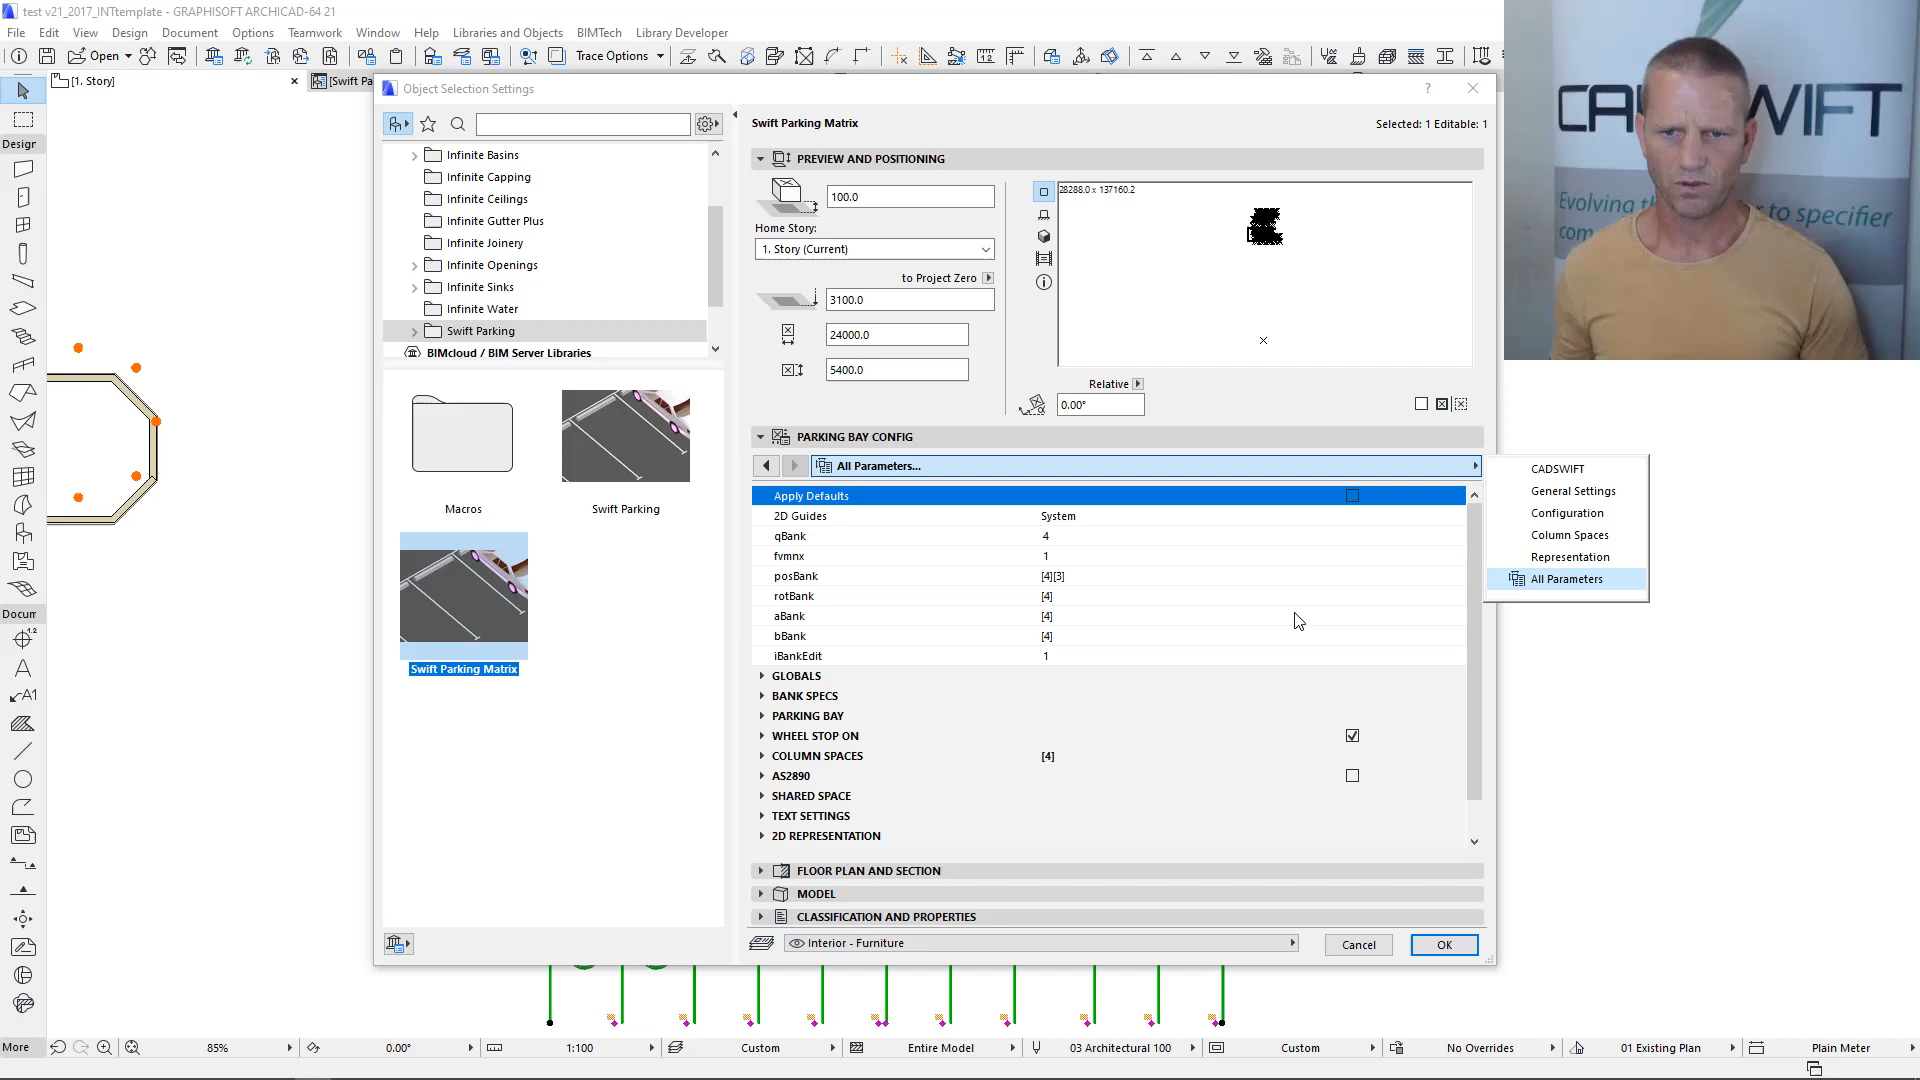 test v21_2017_INTtemplate - GRAPHISOFT ARCHICAD-64 21
File Edit View Design Document Options Teamwork Window Help Libraries and Objects BIMTech Library Developer
Open Trace Options
[1. Story]
[Swift Pa
Object Selection Settings
?
Design
Docum
More
Infinite Basins
Infinite Capping
Infinite Ceilings
Infinite Gutter Plus
Infinite Joinery
Infinite Openings
Infinite Sinks
Infinite Water
Swift Parking
BIMcloud / BIM Server Libraries
Macros
Swift Parking
Swift Parking Matrix
Swift Parking Matrix
Selected: 1 Editable: 1
PREVIEW AND POSITIONING
100.0
Home Story:
1. Story (Current)
to Project Zero
3100.0
24000.0
5400.0
28288.0 x 137160.2
Relative
0.00°
PARKING BAY CONFIG
All Parameters...
Apply Defaults
2D Guides System
qBank 4
fvmnx 1
posBank [4][3]
rotBank [4]
aBank [4]
bBank [4]
iBankEdit 1
GLOBALS
BANK SPECS
PARKING BAY
WHEEL STOP ON
COLUMN SPACES [4]
AS2890
SHARED SPACE
TEXT SETTINGS
2D REPRESENTATION
FLOOR PLAN AND SECTION
MODEL
CLASSIFICATION AND PROPERTIES
Interior - Furniture
Cancel OK
CADSWIFT
General Settings
Configuration
Column Spaces
Representation
All Parameters
85% 0.00° 1:100 Custom Entire Model 03 Architectural 100 Custom No Overrides 01 Existing Plan Plain Meter